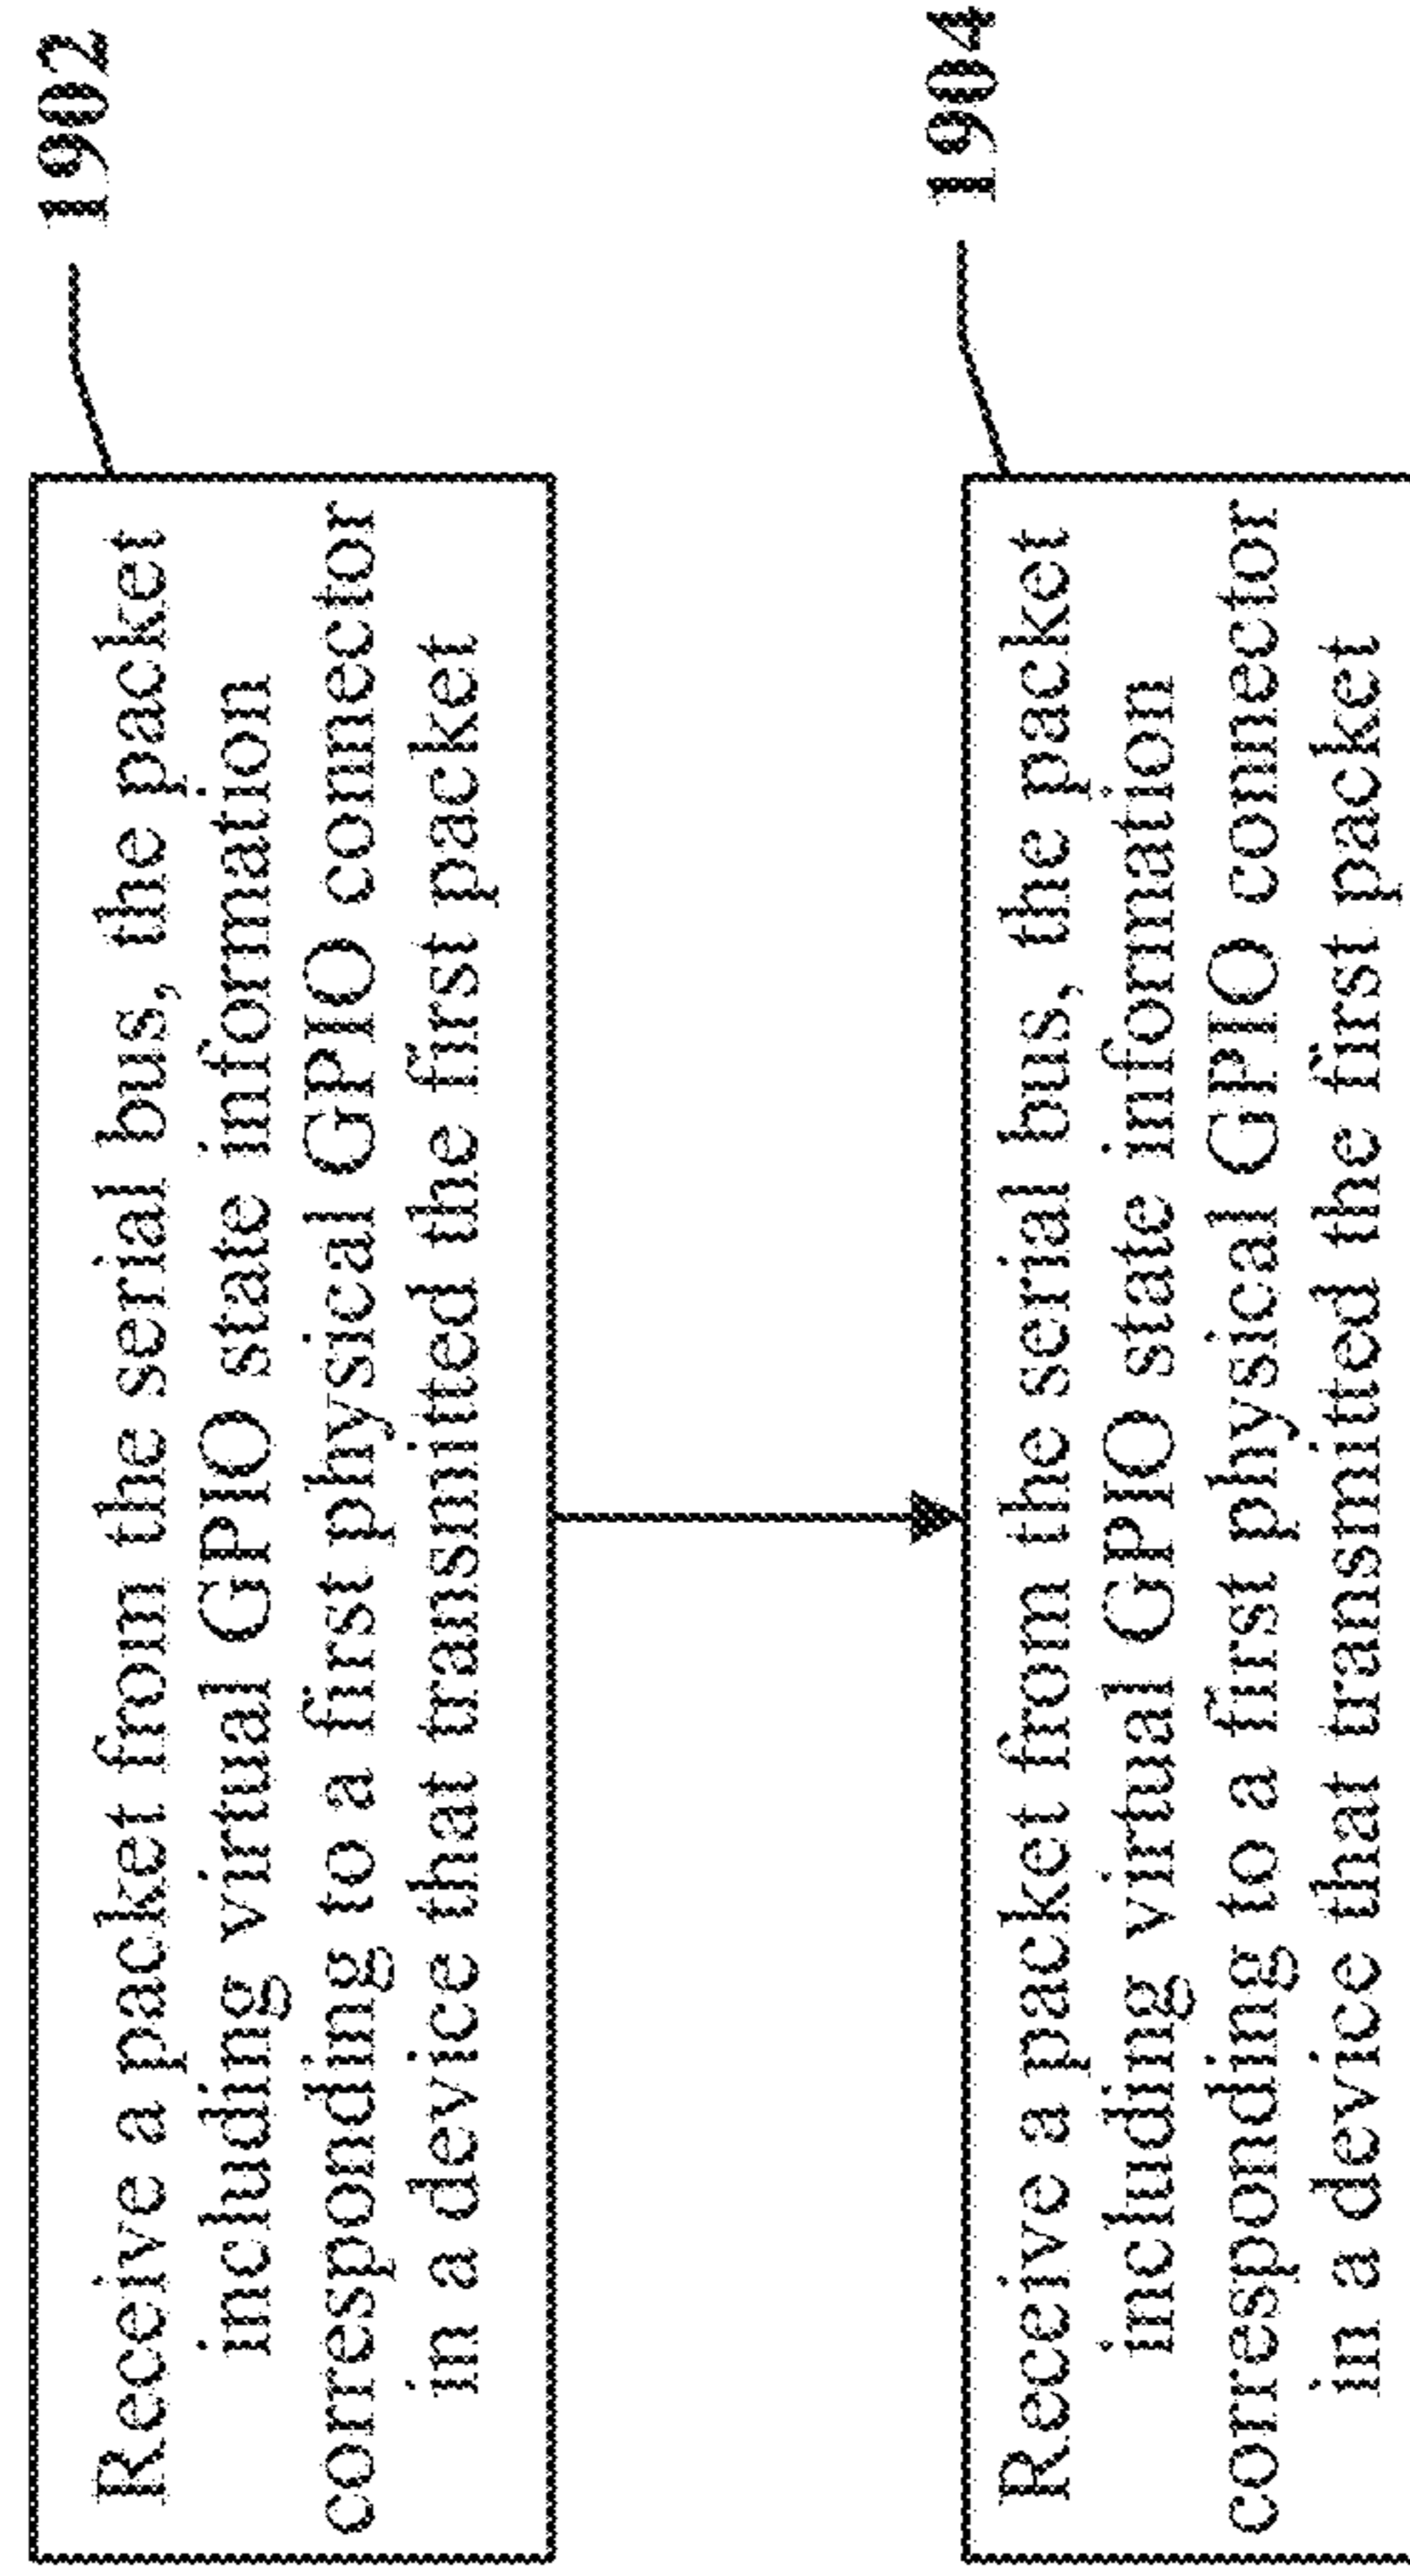 Receive a packet from the serial bus, the packet
including virtual GPIO state information
corresponding to a first physical GPIO connector
in a device that transmitted the first packet
1902
Receive a packet from the serial bus, the packet
including virtual GPIO state information
corresponding to a first physical GPIO connector
in a device that transmitted the first packet
1904